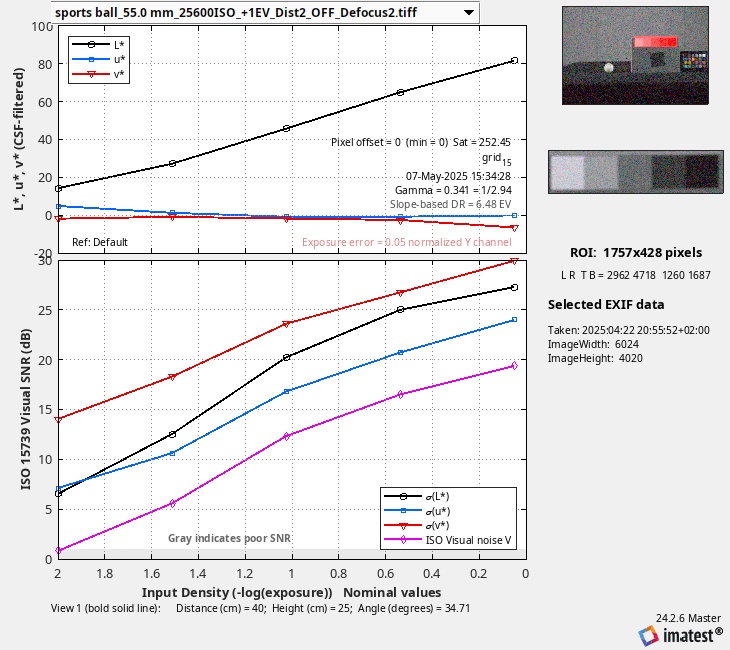 sports ball_55.0 mm_25600ISO_+1EV_Dist2_OFF_Defocus2.tiff
100
80
60
40
20
0
-20
L*, u*, v* (CSF-filtered)
L*
u*
v*
Pixel offset = 0 (min = 0) Sat = 252.45
grid15
07-May-2025 15:34:28
Gamma = 0.341 = 1/2.94
Slope-based DR = 6.48 EV
Ref: Default
Exposure error = 0.05 normalized Y channel
30
25
20
15
10
5
0
ISO 15739 Visual SNR (dB)
σ(L*)
σ(u*)
σ(v*)
ISO Visual noise V
Gray indicates poor SNR
2 1.8 1.6 1.4 1.2 1 0.8 0.6 0.4 0.2 0
Input Density (-log(exposure)) Nominal values
View 1 (bold solid line): Distance (cm) = 40; Height (cm) = 25; Angle (degrees) = 34.71
ROI: 1757x428 pixels
L R T B = 2962 4718 1260 1687
Selected EXIF data
Taken: 2025:04:22 20:55:52+02:00
ImageWidth: 6024
ImageHeight: 4020
24.2.6 Master
imatest®